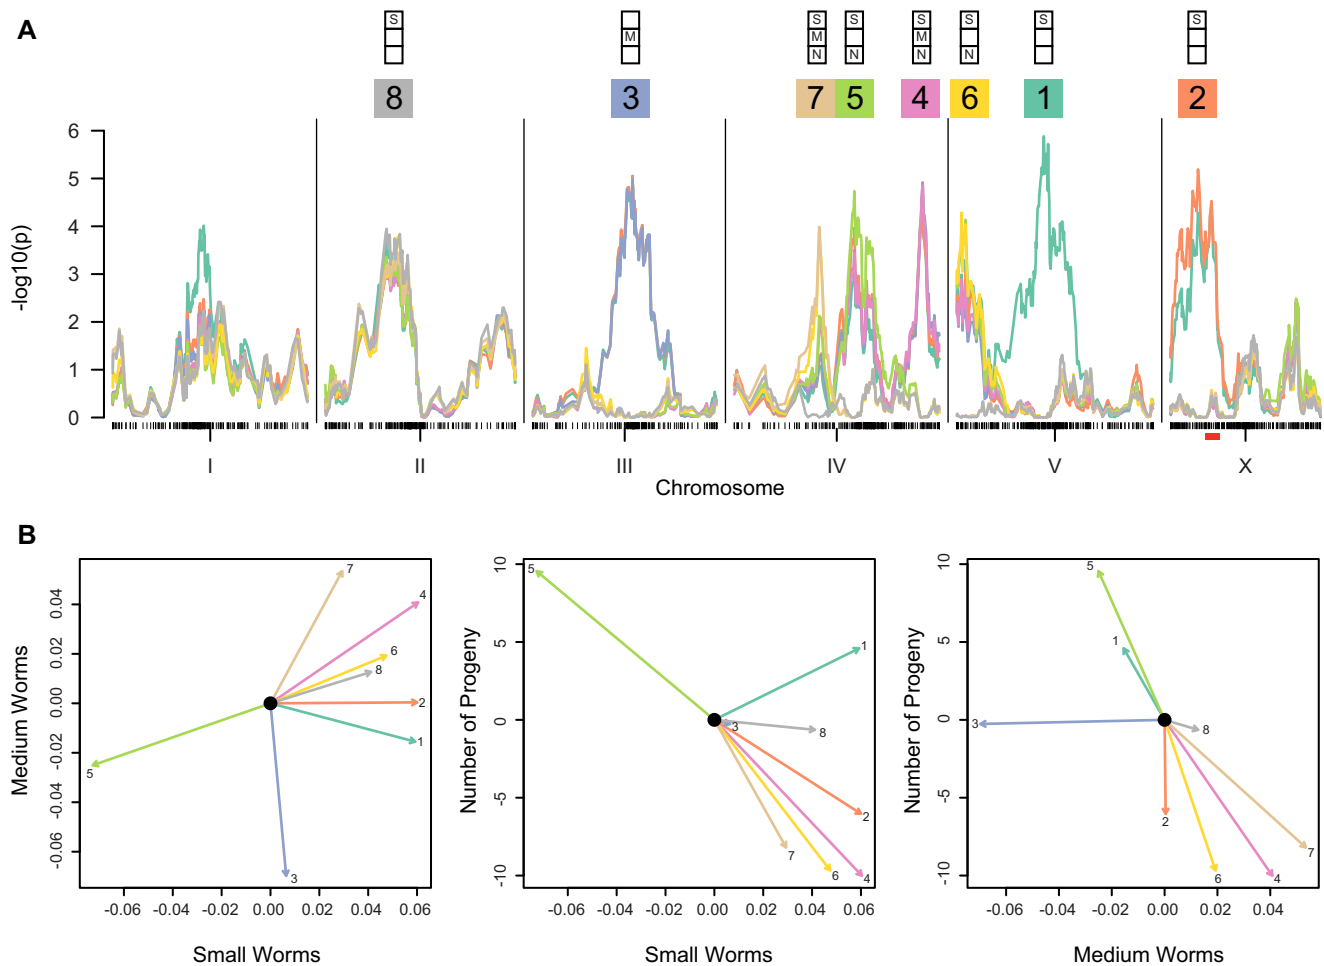 A
S S S S S S
M M M
N N N N
8 3 7 5 4 6 1 2
6
5
4
3
2
1
0
-log10(p)
I II III IV V X
Chromosome
B
Medium Worms
0.04
0.02
0.00
-0.02
-0.04
-0.06
7
4
6
8
2
1
5
3
-0.06 -0.04 -0.02 0.00 0.02 0.04 0.06
Small Worms
Number of Progeny
10
5
0
-5
-10
5
1
3
8
2
7
6
4
-0.06 -0.04 -0.02 0.00 0.02 0.04 0.06
Small Worms
Number of Progeny
10
5
0
-5
-10
5
1
3
8
2
7
6
4
-0.06 -0.04 -0.02 0.00 0.02 0.04
Medium Worms